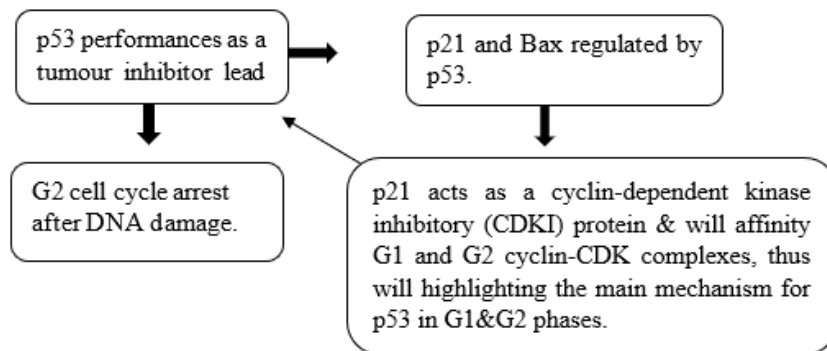 p53 performances as a
tumour inhibitor lead
p21 and Bax regulated by
p53.
G2 cell cycle arrest
after DNA damage.
p21 acts as a cyclin-dependent kinase
inhibitory (CDKI) protein & will affinity
G1 and G2 cyclin-CDK complexes, thus
will highlighting the main mechanism for
p53 in G1&G2 phases.